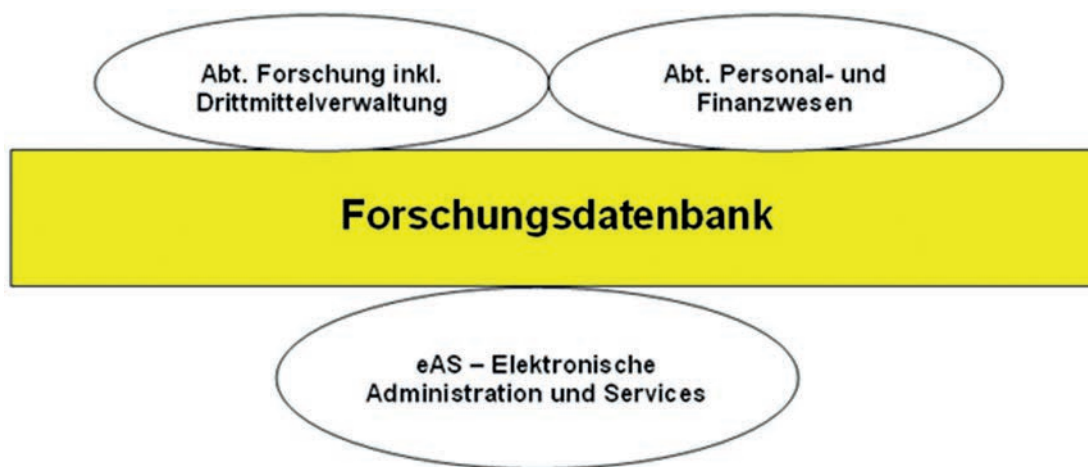 Abt. Forschung inkl.
Drittmittelverwaltung
Abt. Personal- und
Finanzwesen
Forschungsdatenbank
eAS – Elektronische
Administration und Services